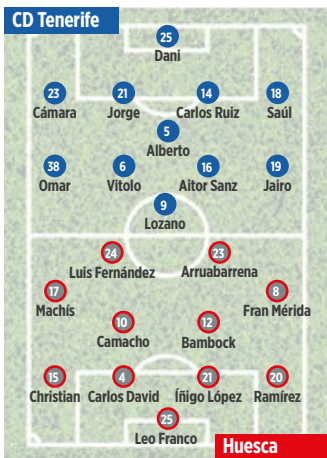 CD Tenerife
25
Dani
23 21 14 18
Cámara Jorge Carlos Ruiz Saúl
5
Alberto
38 6 16 19
Omar Vitolo Aitor Sanz Jairo
9
Lozano
24 23
Luis Fernández Arruabarrena
17 8
Machís Fran Mérida
10 12
Camacho Bambock
15 4 21 20
Christian Carlos David Íñigo López Ramírez
25
Leo Franco
Huesca